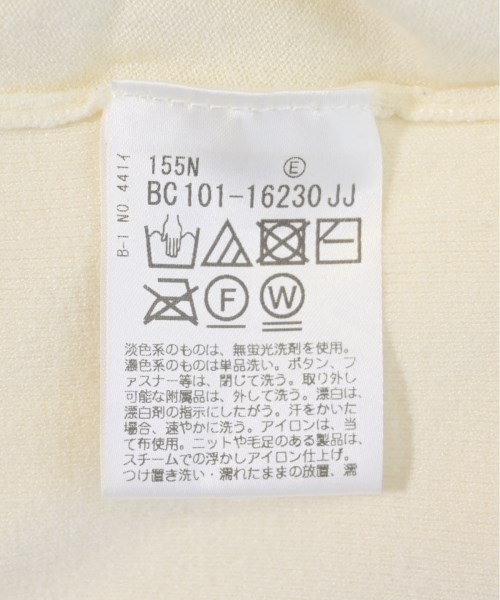 155N Ⓔ
BC101-16230JJ
B-1 NO.441イ
F W
淡色系のものは、無蛍光洗剤を使用。
濃色系のものは単品洗い。ボタン、フ
ァスナー等は、閉じて洗う。取り外し
可能な附属品は、外して洗う。漂白は、
漂白剤の指示にしたがう。汗をかいた
場合、速やかに洗う。アイロンは、当
て布使用。ニットや毛足のある製品は、
スチームでの浮かしアイロン仕上げ。
つけ置き洗い・濡れたままの放置、濡